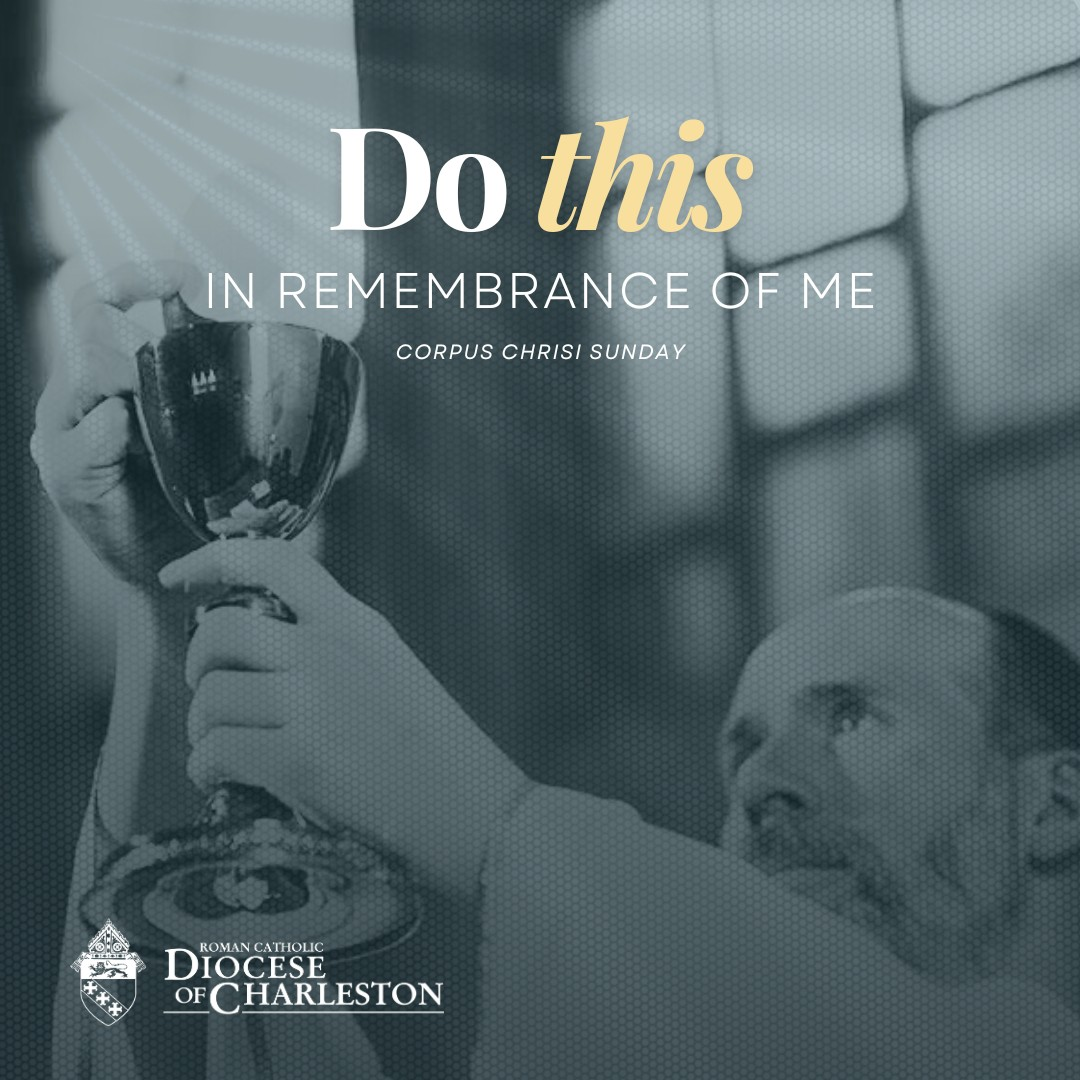 Do this
IN REMEMBRANCE OF ME
CORPUS CHRISI SUNDAY
ROMAN CATHOLIC
DIOCESE
OF CHARLESTON